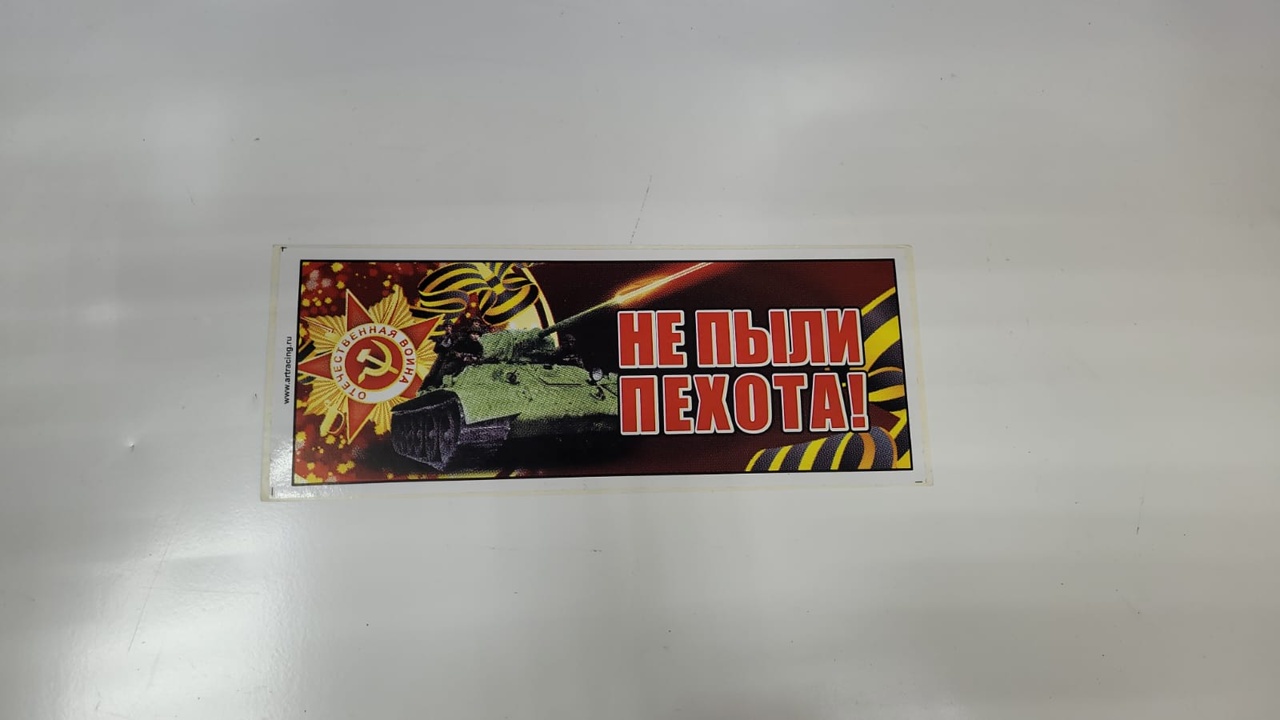 www.artracing.ru
ОТЕЧЕСТВЕННАЯ ВОЙНА
НЕ ПЫЛИ
ПЕХОТА!